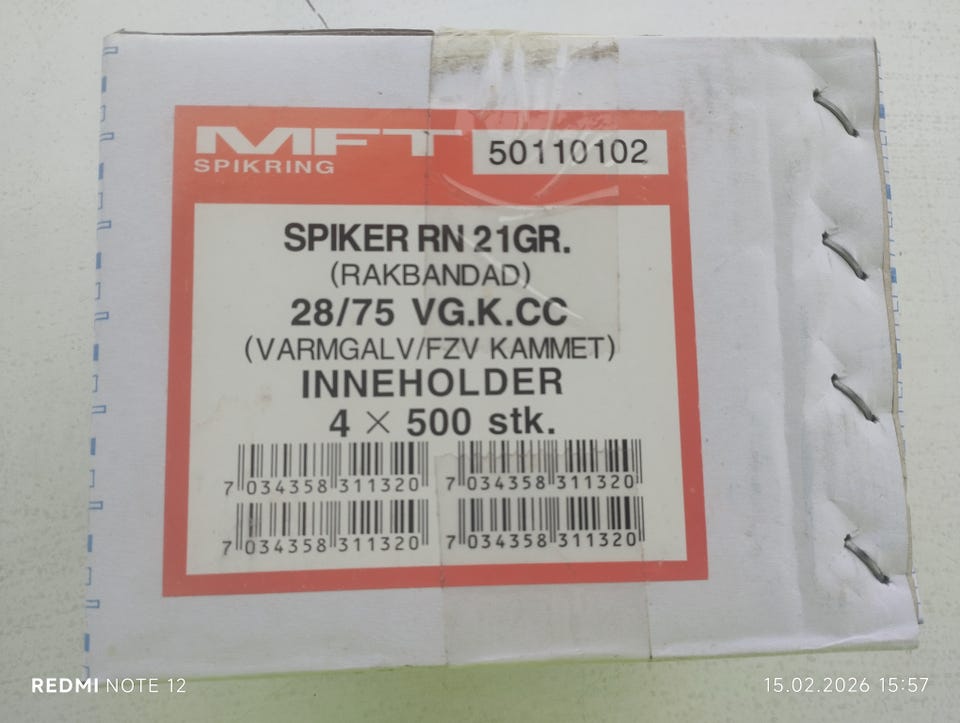 MFT
SPIKRING
50110102
SPIKER RN 21GR.
(RAKBANDAD)
28/75 VG.K.CC
(VARMGALV/FZV KAMMET)
INNEHOLDER
4 × 500 stk.
7 034358 311320 7 034358 311320
7 034358 311320 7 034358 311320
REDMI NOTE 12
15.02.2026 15:57